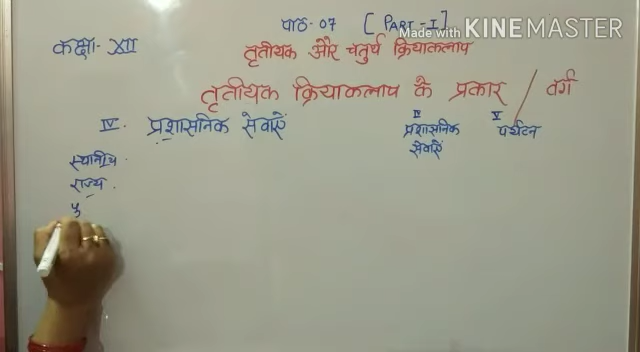 पाठ-07 [PART-I]
Made with KINEMASTER
कक्षा-XII
तृतीयक और चतुर्थ क्रियाकलाप
तृतीयक क्रियाकलाप के प्रकार / वर्ग
IV. प्रशासनिक सेवाएं
IV
प्रशासनिक
सेवाएं
V
पर्यटन
स्थानीय.
राज्य.